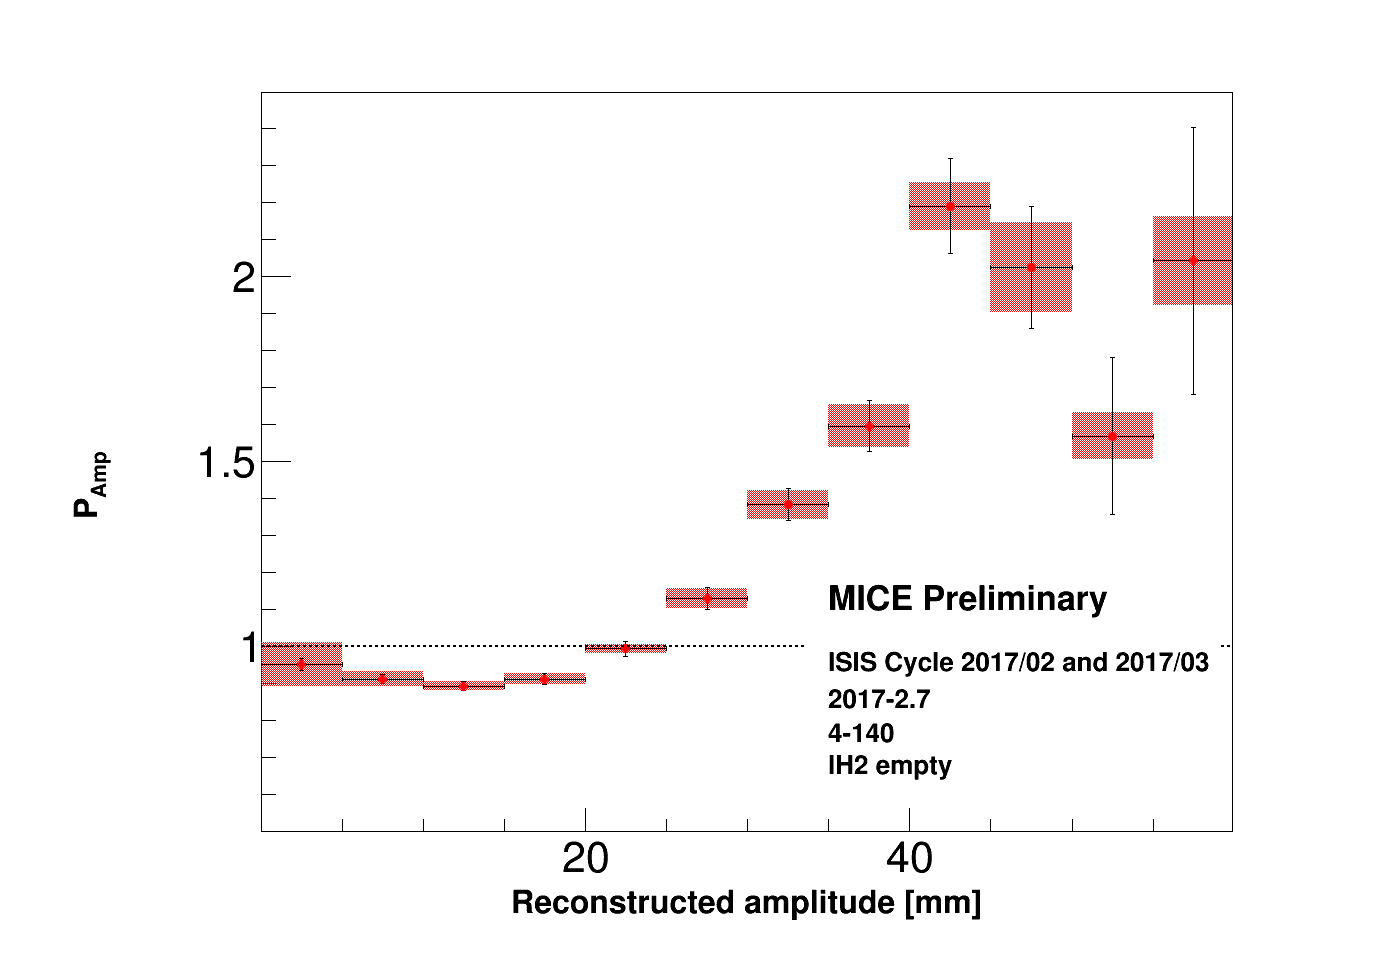 2
1.5
1
P_Amp
MICE Preliminary
ISIS Cycle 2017/02 and 2017/03
2017-2.7
4-140
IH2 empty
20 40
Reconstructed amplitude [mm]